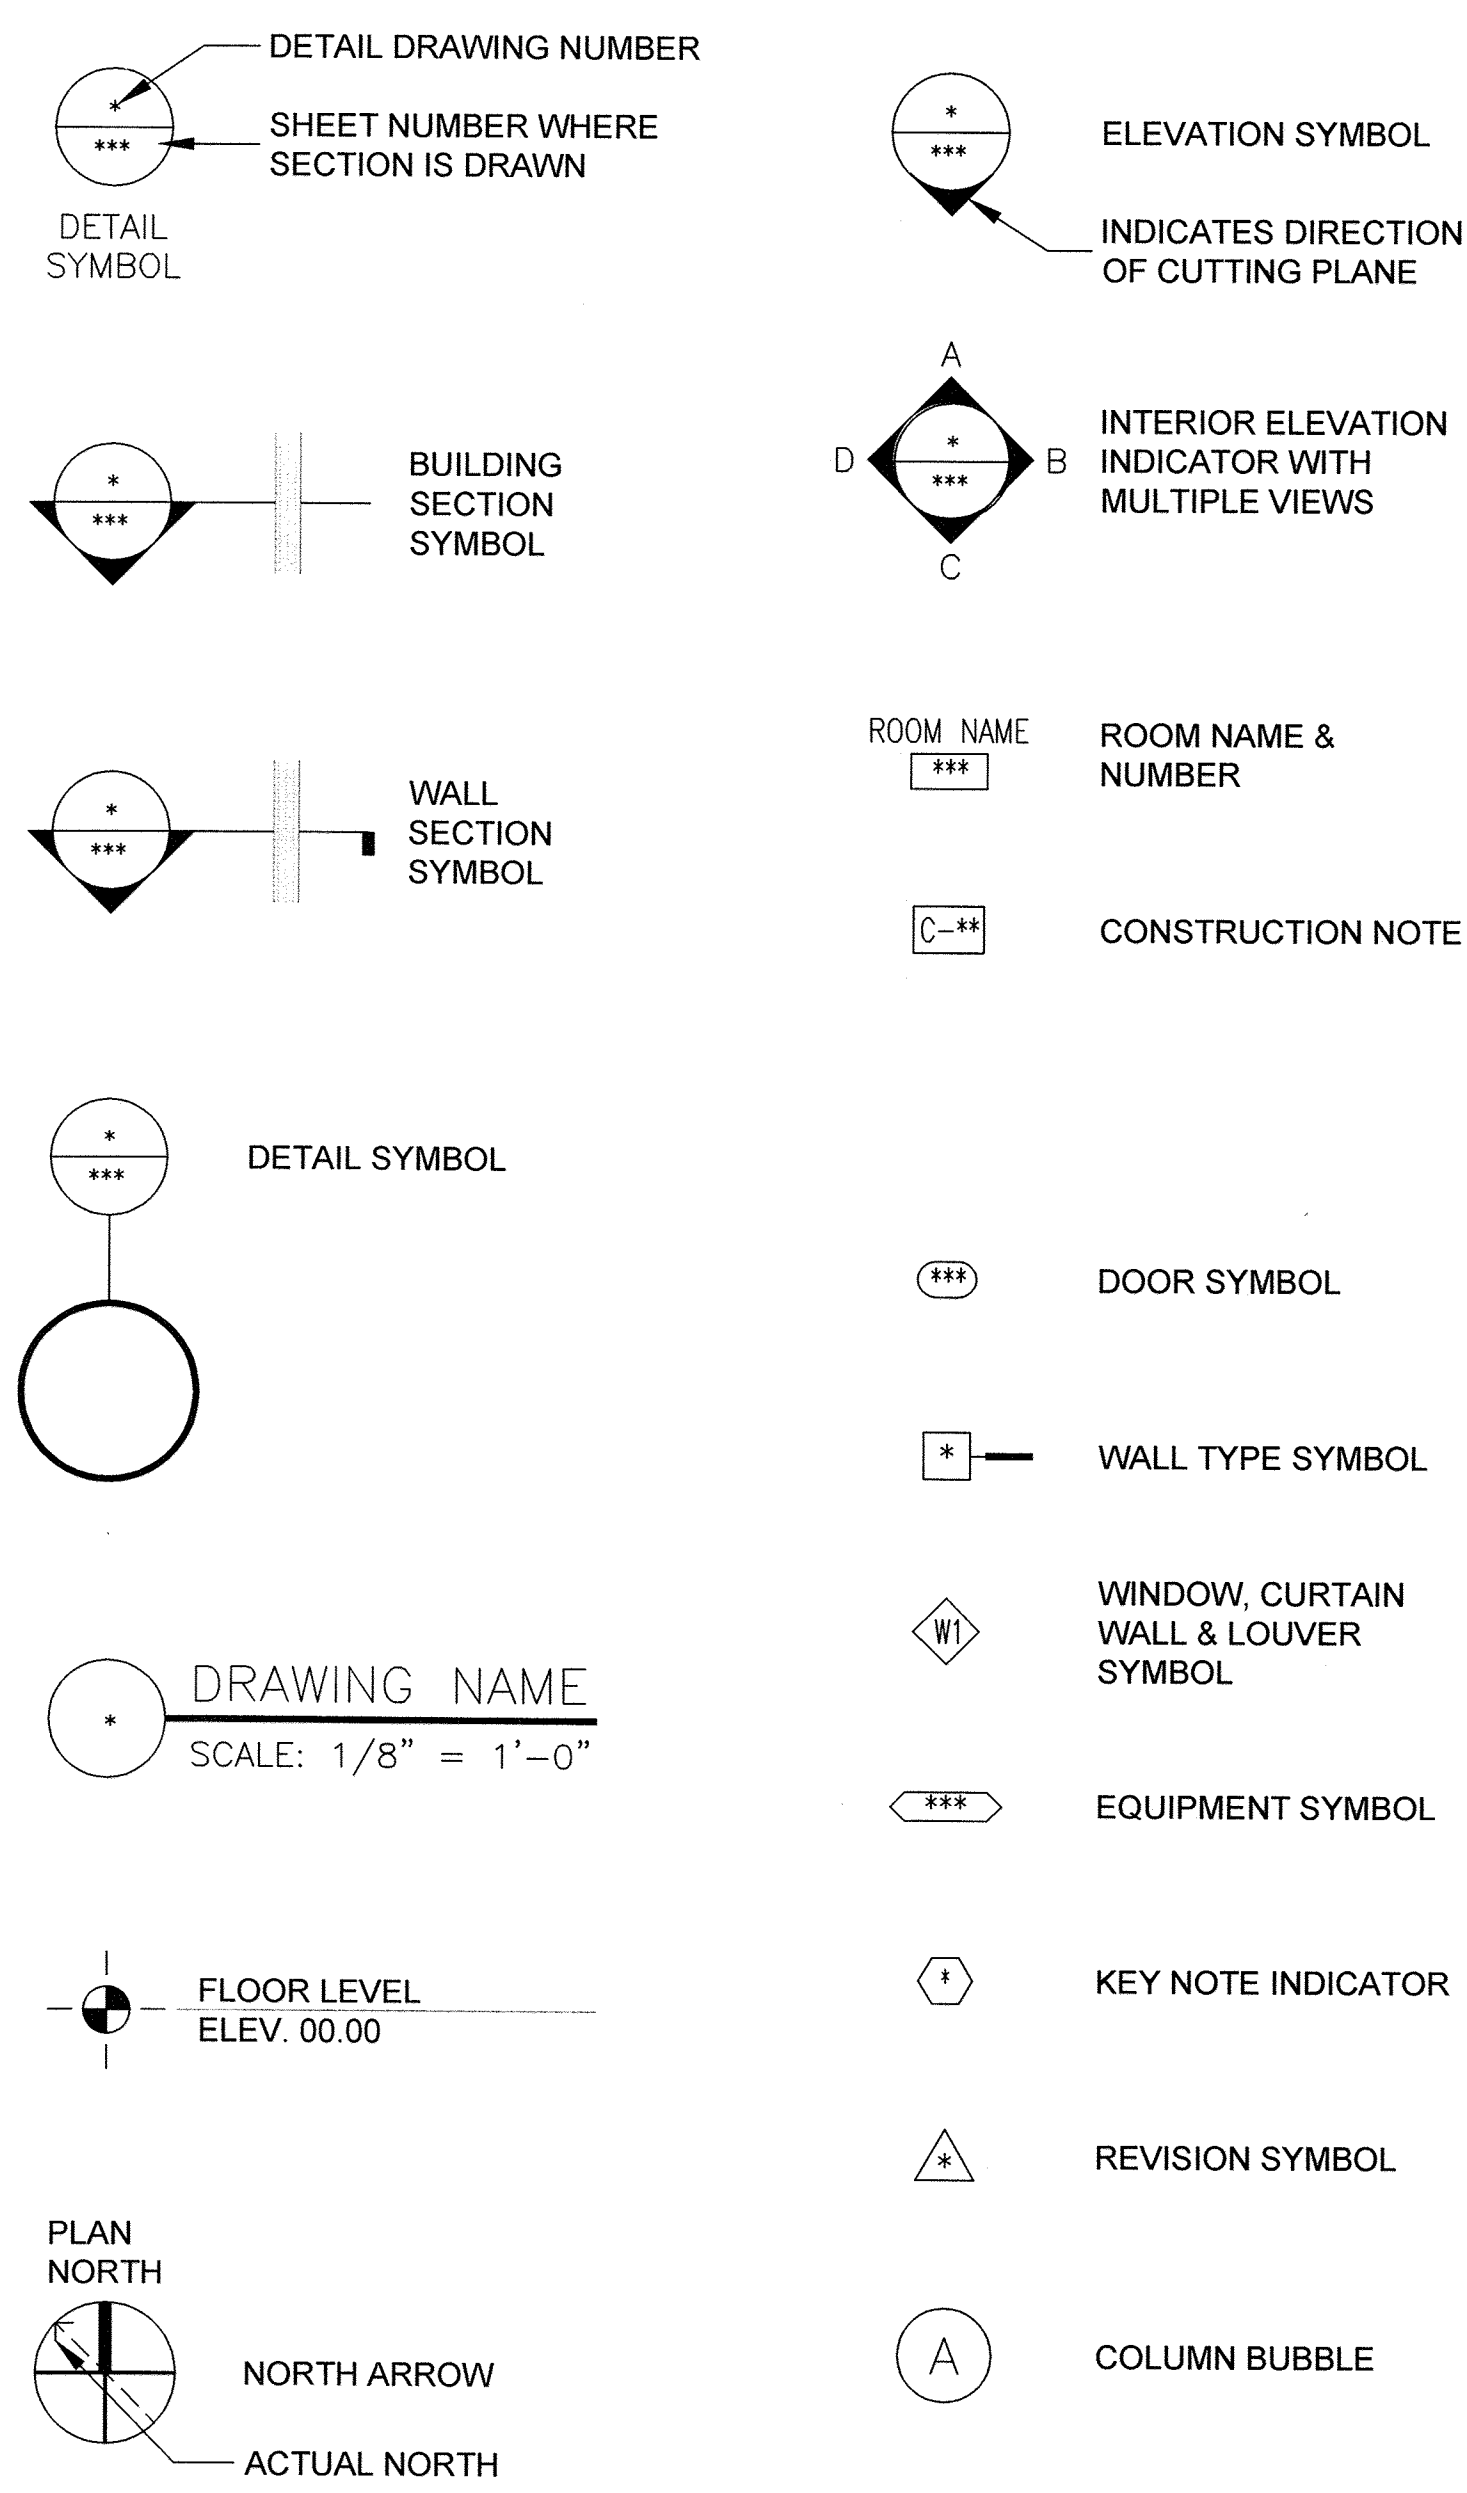 DETAIL DRAWING NUMBER
*
***
SHEET NUMBER WHERE
SECTION IS DRAWN
DETAIL
SYMBOL
*
***
BUILDING
SECTION
SYMBOL
*
***
WALL
SECTION
SYMBOL
*
***
DETAIL SYMBOL
*
DRAWING NAME
SCALE: 1/8" = 1'-0"
FLOOR LEVEL
ELEV. 00.00
PLAN
NORTH
NORTH ARROW
ACTUAL NORTH
*
***
ELEVATION SYMBOL
INDICATES DIRECTION
OF CUTTING PLANE
A
D
*
***
B
C
INTERIOR ELEVATION
INDICATOR WITH
MULTIPLE VIEWS
ROOM NAME
***
ROOM NAME &
NUMBER
C-**
CONSTRUCTION NOTE
***
DOOR SYMBOL
*
WALL TYPE SYMBOL
W1
WINDOW, CURTAIN
WALL & LOUVER
SYMBOL
***
EQUIPMENT SYMBOL
*
KEY NOTE INDICATOR
*
REVISION SYMBOL
A
COLUMN BUBBLE